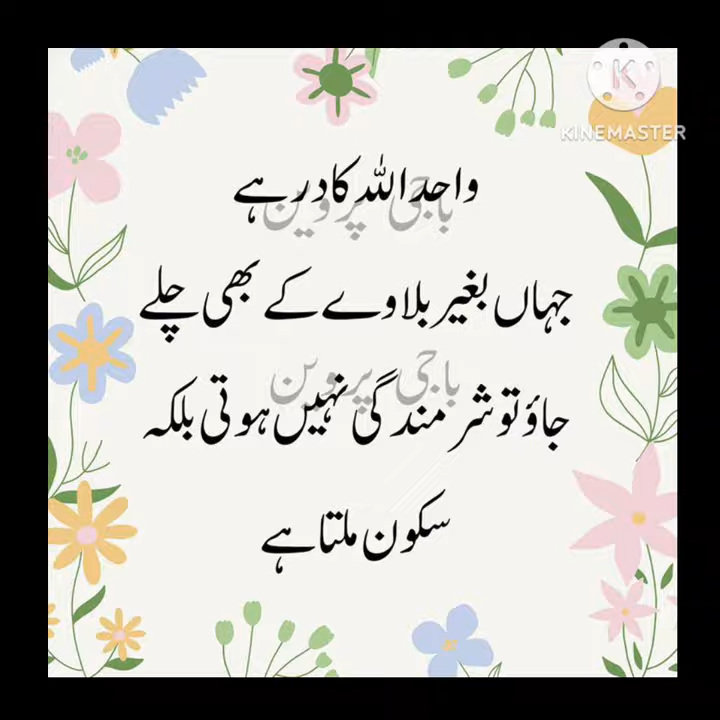 KINEMASTER
واحد اللہ کا در ہے
باجی پروین
جہاں بغیر بلاوے کے بھی چلے
باجی پروین
جاؤ تو شرمندگی نہیں ہوتی بلکہ
سکون ملتا ہے